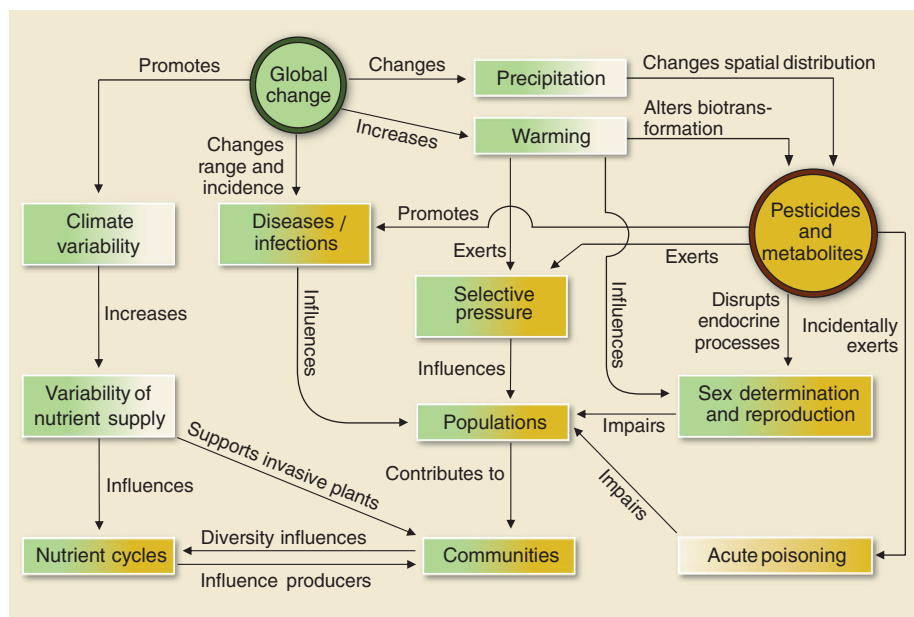 Promotes
Global
change
Changes
Precipitation
Changes spatial distribution
Increases
Warming
Alters biotrans-
formation
Changes
range and
incidence
Climate
variability
Diseases /
infections
Promotes
Pesticides
and
metabolites
Exerts
Exerts
Increases
Influences
Selective
pressure
Influences
Disrupts
endocrine
processes
Incidentally
exerts
Variability of
nutrient supply
Influences
Populations
Impairs
Sex determination
and reproduction
Supports invasive plants
Contributes to
Impairs
Influences
Nutrient cycles
Diversity influences
Influence producers
Communities
Acute poisoning